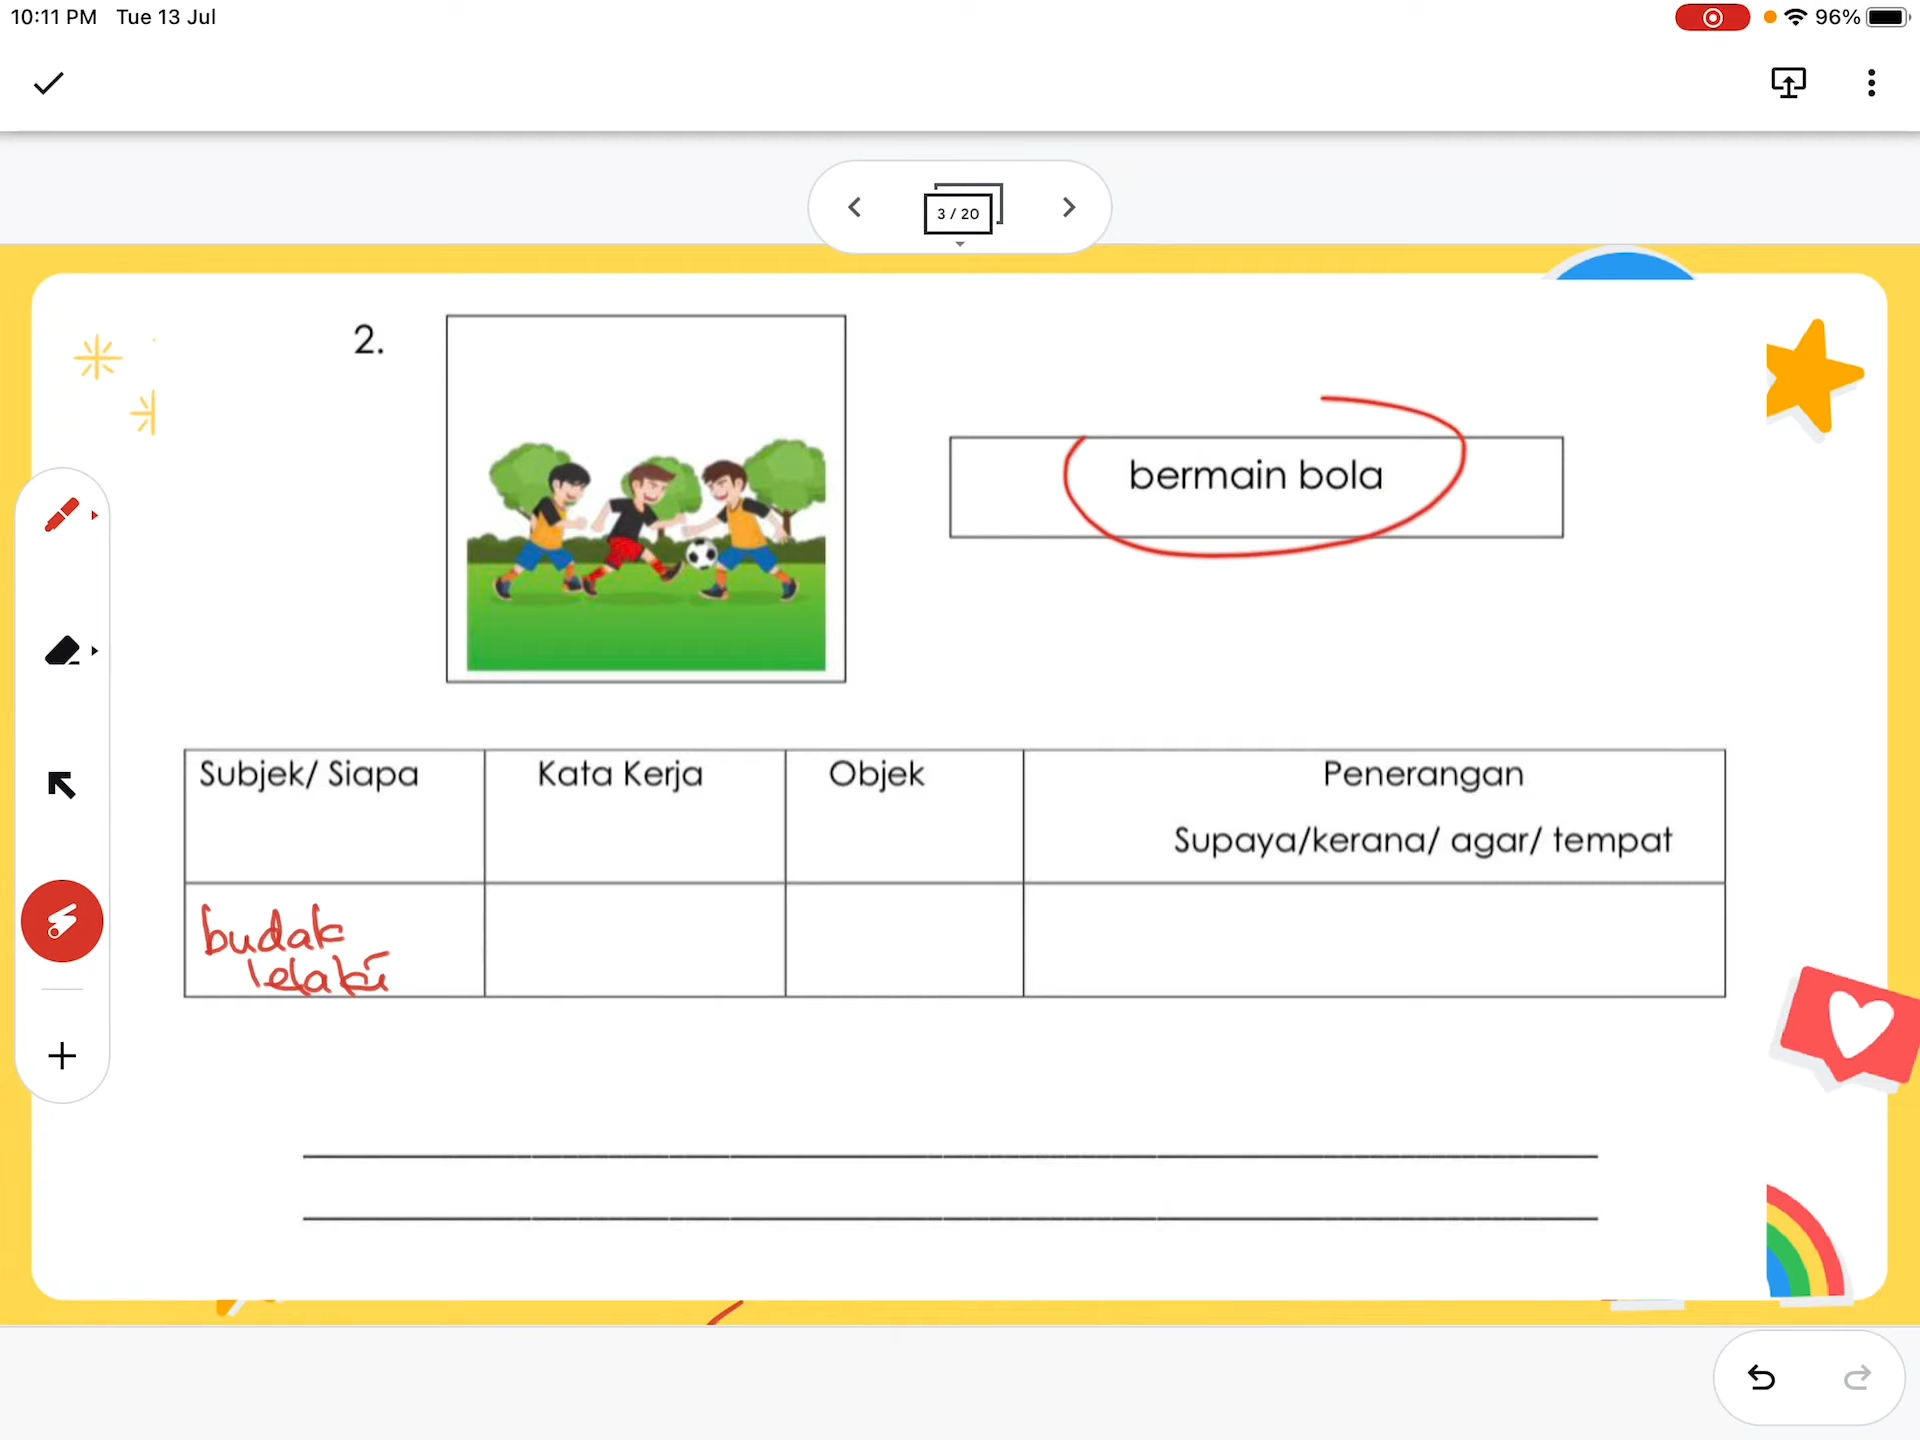 10:11 PM Tue 13 Jul
96%
3 / 20
2.
bermain bola
Subjek/ Siapa
Kata Kerja
Objek
Penerangan
Supaya/kerana/ agar/ tempat
budak
lelaki